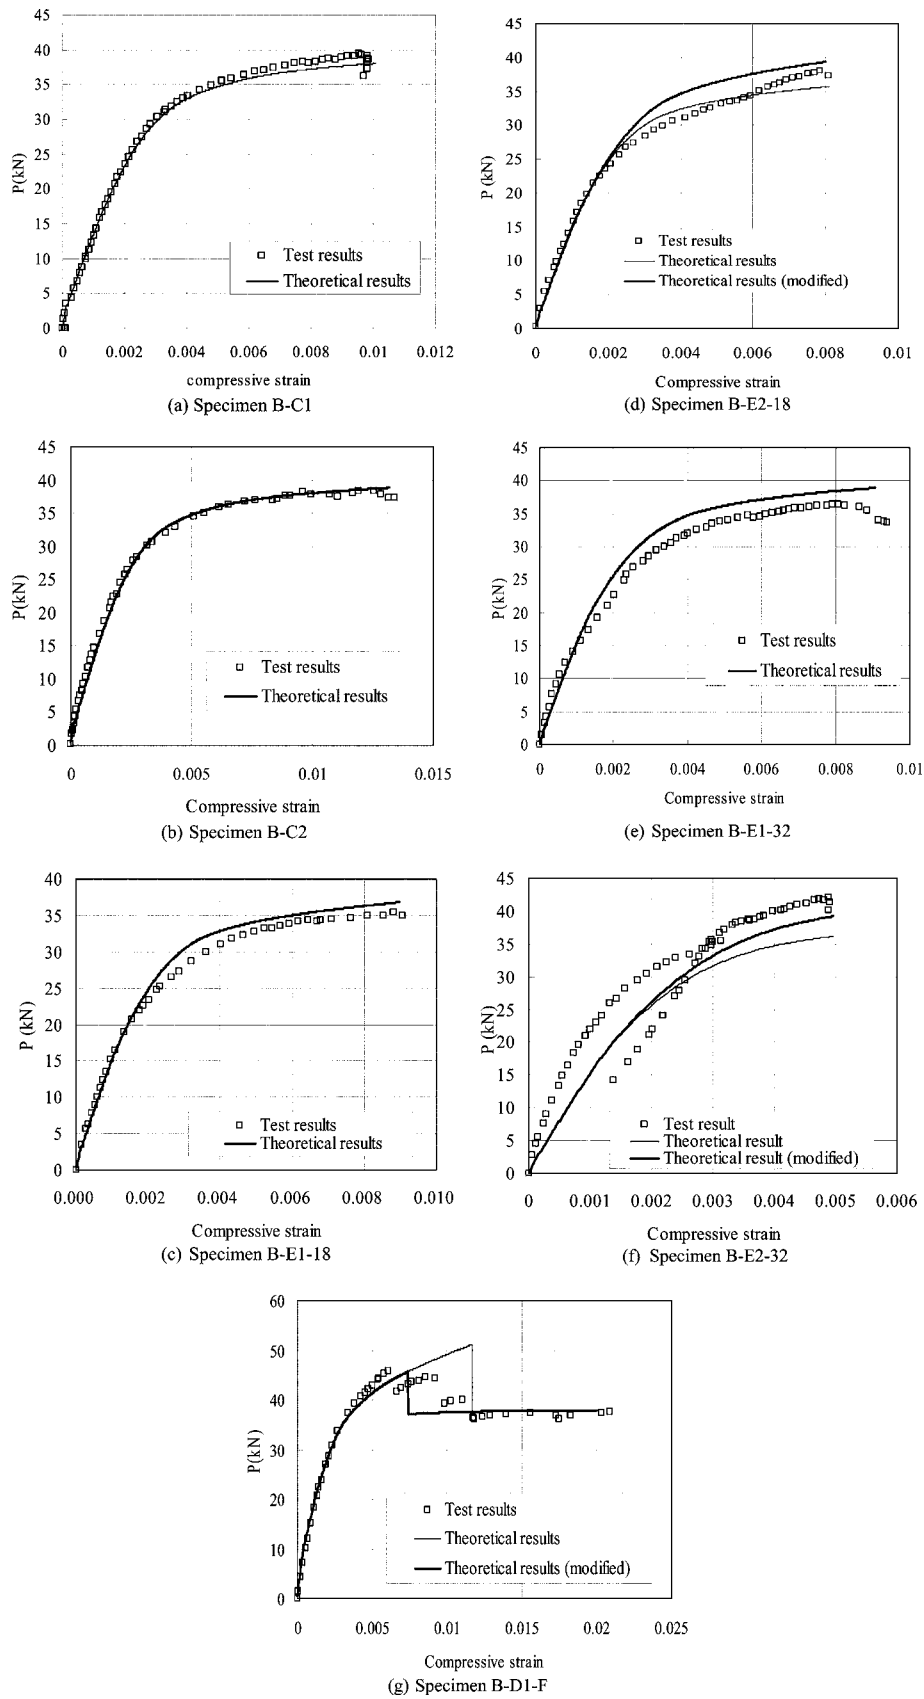 45
40
35
30
25
20
15
10
5
0
P(kN)
Test results
Theoretical results
0 0.002 0.004 0.006 0.008 0.01 0.012
compressive strain
(a) Specimen B-C1
45
40
35
30
25
20
15
10
5
0
P (kN)
Test results
Theoretical results
Theoretical results (modified)
0 0.002 0.004 0.006 0.008 0.01
compressive strain
(d) Specimen B-E2-18
45
40
35
30
25
20
15
10
5
0
P(kN)
Test results
Theoretical results
0 0.005 0.01 0.015
Compressive strain
(b) Specimen B-C2
45
40
35
30
25
20
15
10
5
0
P(kN)
Test results
Theoretical results
0 0.002 0.004 0.006 0.008 0.01
Compressive strain
(e) Specimen B-E1-32
40
35
30
25
20
15
10
5
0
P (kN)
Test results
Theoretical results
0.000 0.002 0.004 0.006 0.008 0.010
Compressive strain
(c) Specimen B-E1-18
45
40
35
30
25
20
15
10
5
0
P (kN)
Test result
Theoretical result
Theoretical result (modified)
0 0.001 0.002 0.003 0.004 0.005 0.006
Compressive strain
(f) Specimen B-E2-32
60
50
40
30
20
10
0
P(kN)
Test results
Theoretical results
Theoretical results (modified)
0 0.005 0.01 0.015 0.02 0.025
Compressive strain
(g) Specimen B-D1-F